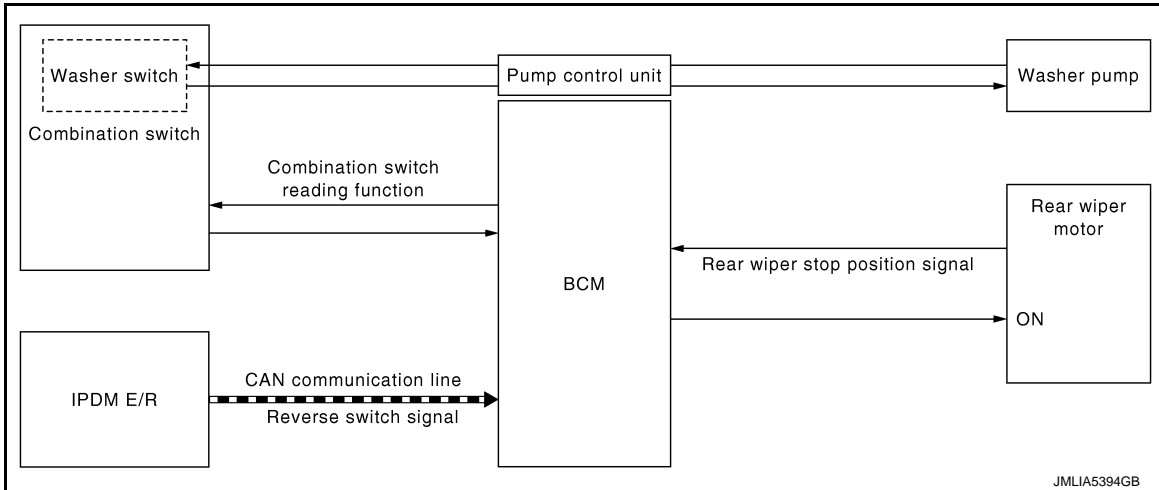 Washer switch
Combination switch
Pump control unit
Washer pump
Combination switch
reading function
BCM
Rear wiper
motor
Rear wiper stop position signal
ON
IPDM E/R
CAN communication line
Reverse switch signal
JMLIA5394GB